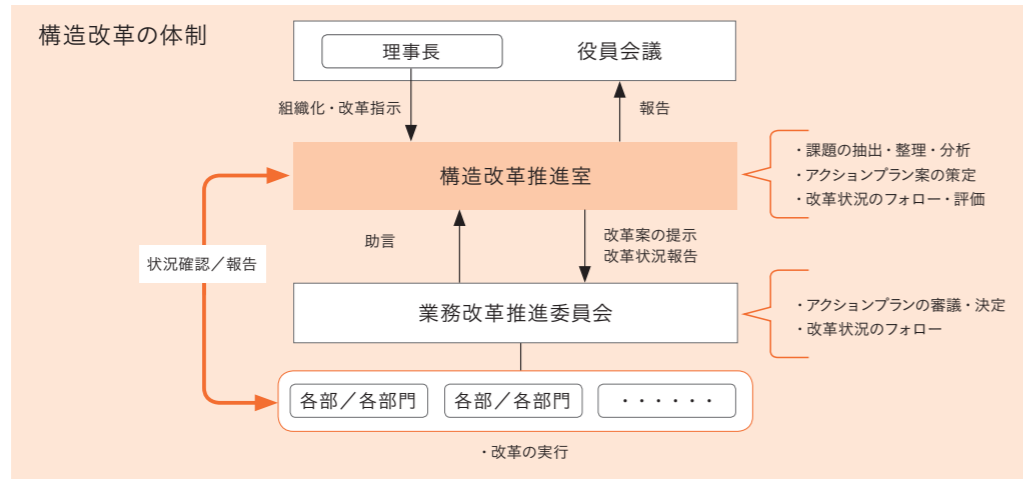 構造改革の体制
理事長
役員会議
組織化・改革指示
報告
構造改革推進室
・課題の抽出・整理・分析
・アクションプラン案の策定
・改革状況のフォロー・評価
助言
改革案の提示
改革状況報告
状況確認／報告
業務改革推進委員会
・アクションプランの審議・決定
・改革状況のフォロー
各部／各部門
各部／各部門
・・・・・・
・改革の実行